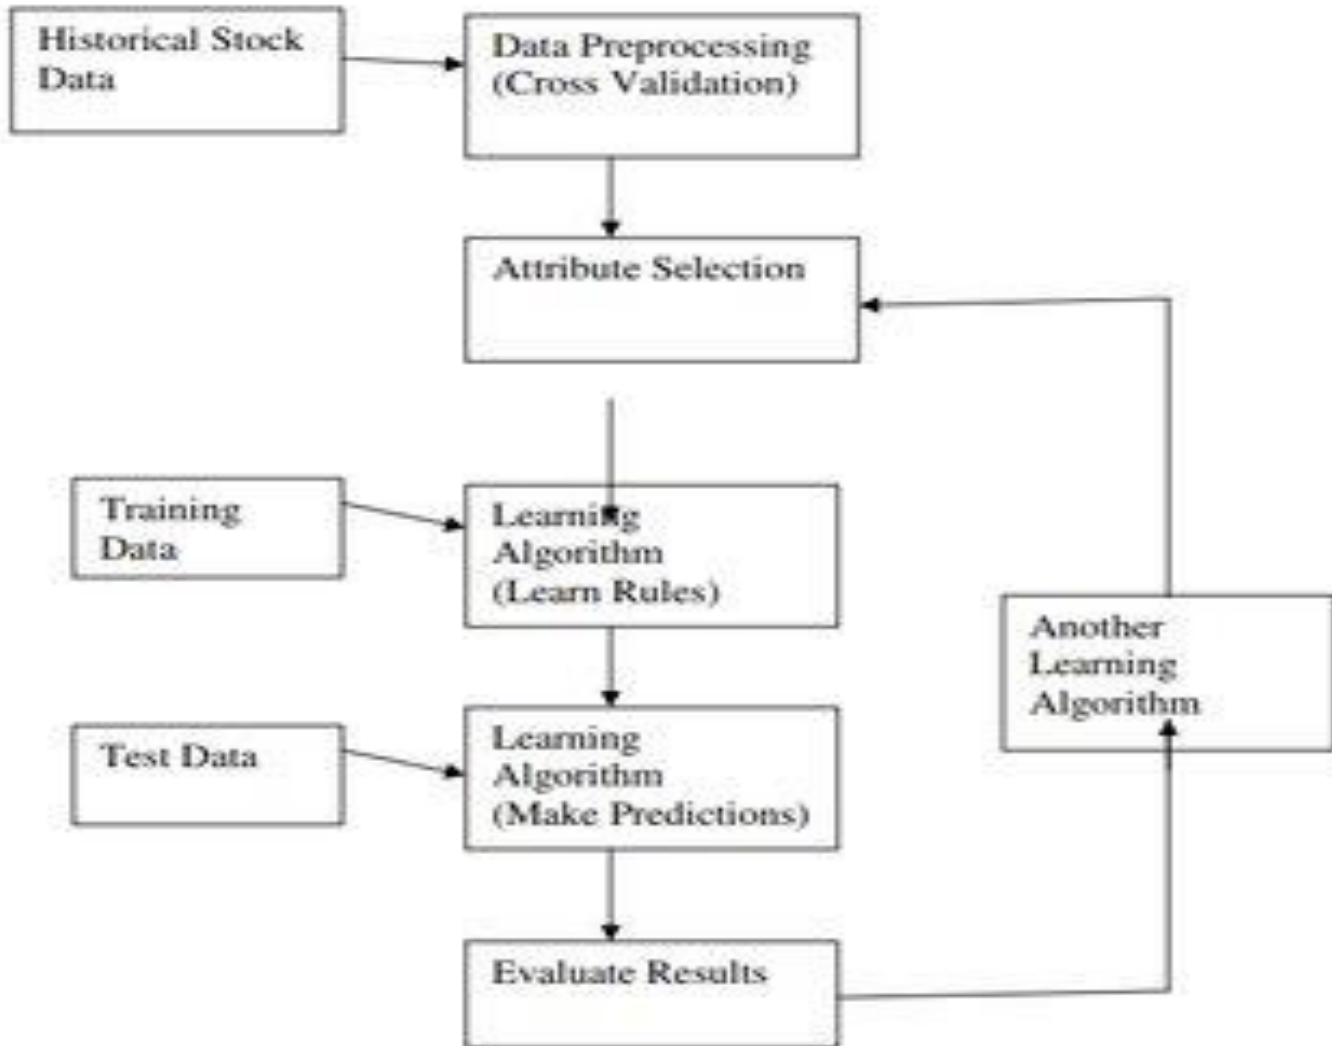 Historical Stock
Data
Data Preprocessing
(Cross Validation)
Attribute Selection
Training
Data
Learning
Algorithm
(Learn Rules)
Another
Learning
Algorithm
Test Data
Learning
Algorithm
(Make Predictions)
Evaluate Results